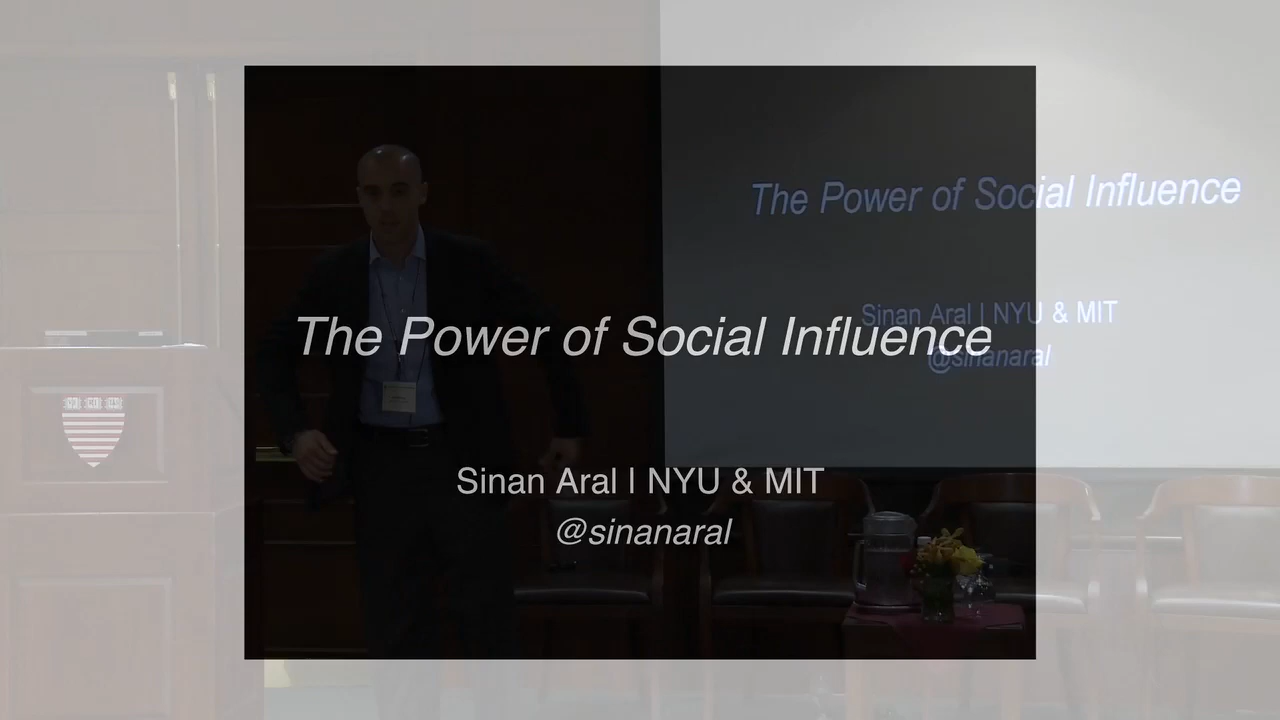 The Power of Social Influence
Sinan Aral | NYU & MIT
@sinanaral
The Power of Social Influence
Sinan Aral | NYU & MIT
@sinanaral